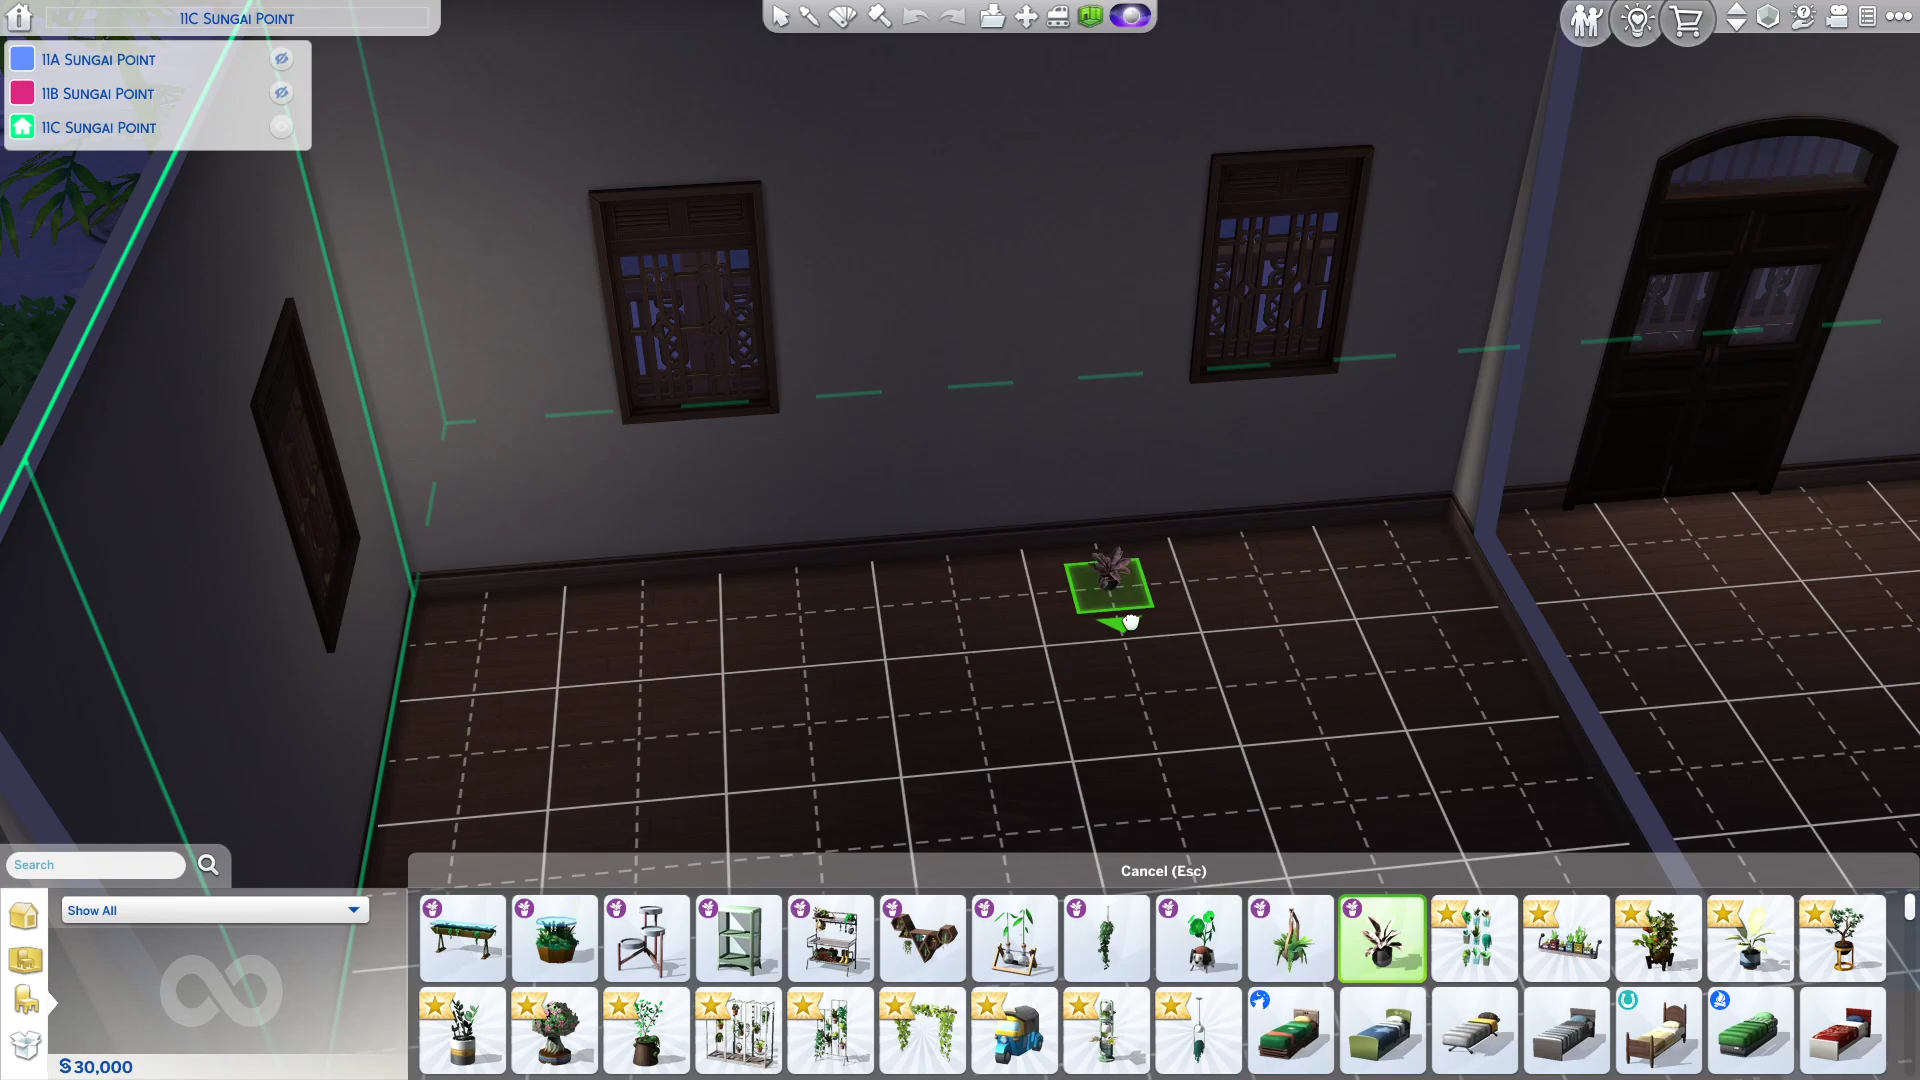 11C Sungai Point
11A Sungai Point
11B Sungai Point
11C Sungai Point
Search
Cancel (Esc)
Show All
§30,000